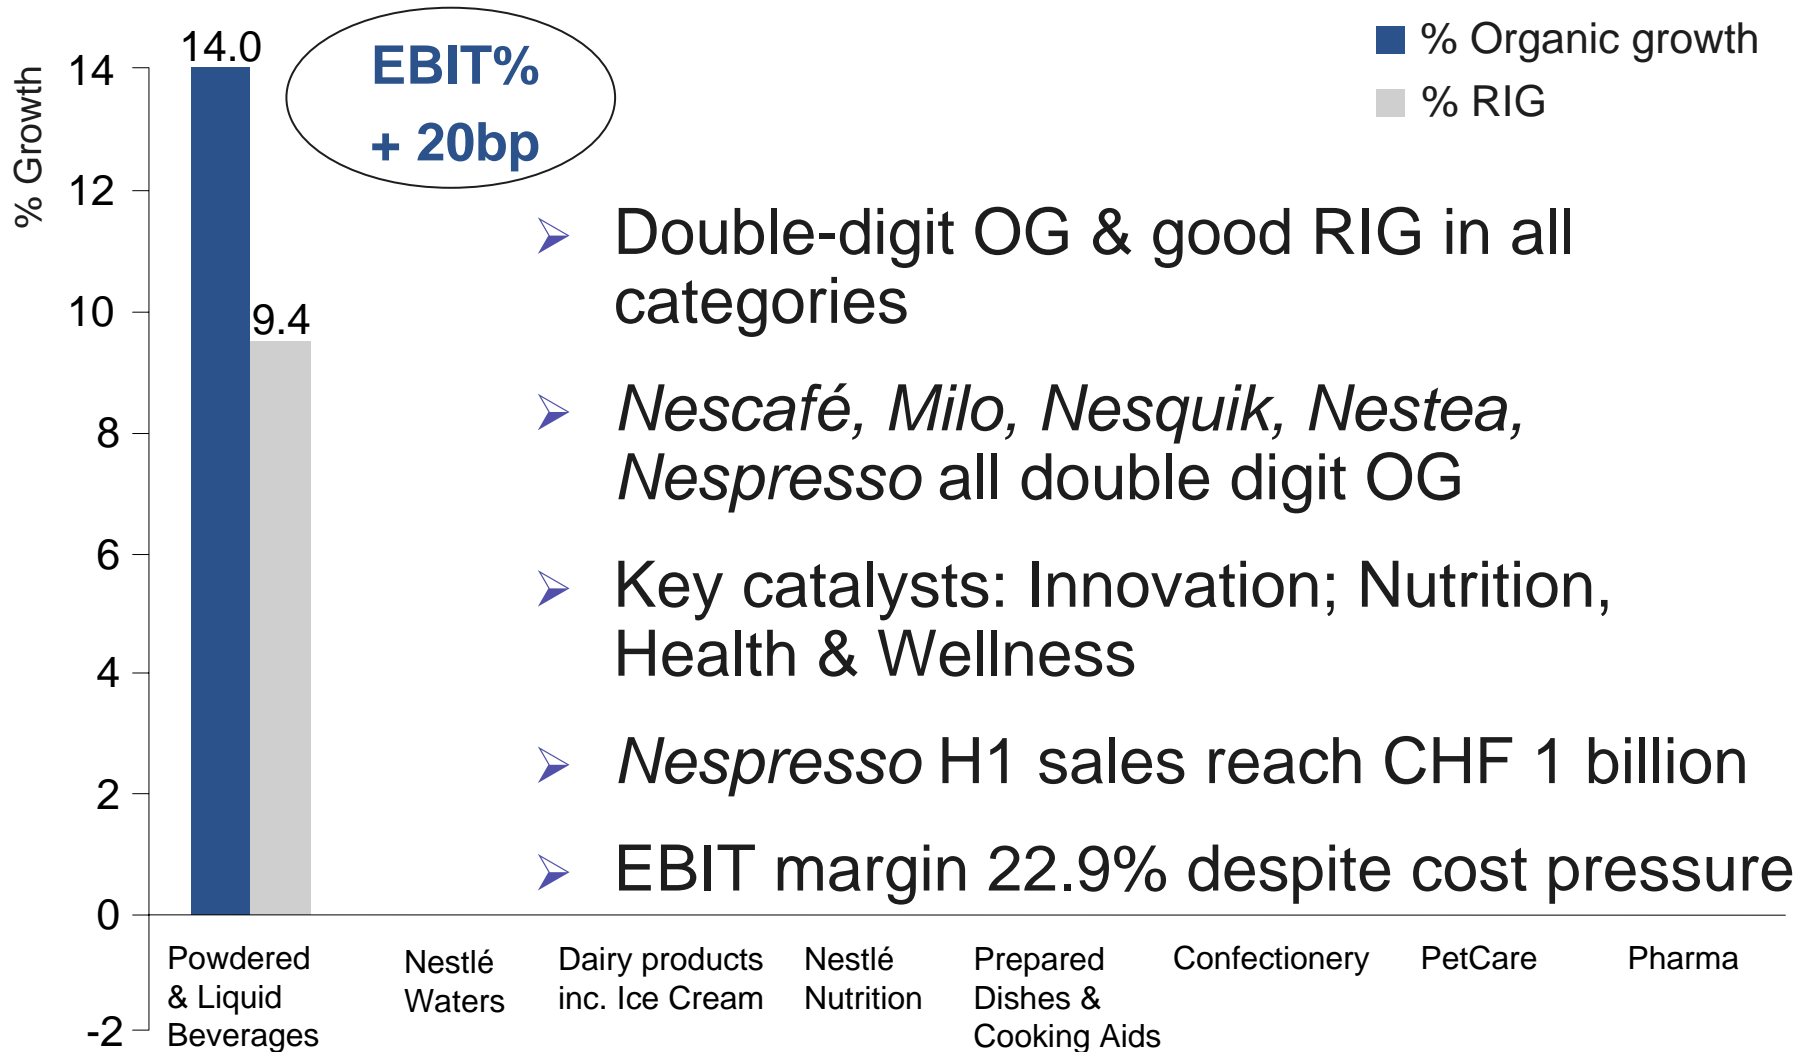 14.0
EBIT%
+ 20bp
% Organic growth
% RIG
% Growth
14
12
10
8
6
4
2
0
-2
9.4
Double-digit OG & good RIG in all
categories
Nescafé, Milo, Nesquik, Nestea,
Nespresso all double digit OG
Key catalysts: Innovation; Nutrition,
Health & Wellness
Nespresso H1 sales reach CHF 1 billion
EBIT margin 22.9% despite cost pressure
Powdered
& Liquid
Beverages
Nestlé
Waters
Dairy products
inc. Ice Cream
Nestlé
Nutrition
Prepared
Dishes &
Cooking Aids
Confectionery
PetCare
Pharma